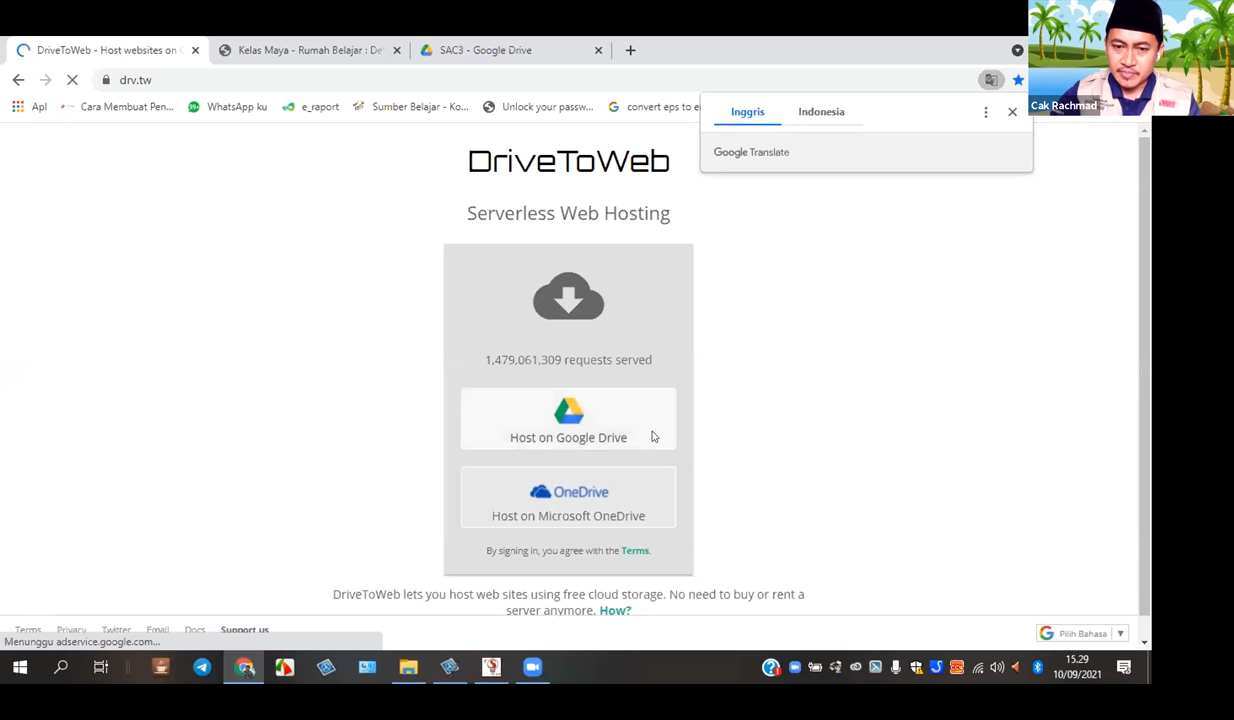 DriveToWeb - Host websites on
Kelas Maya - Rumah Belajar : De
SAC3 - Google Drive
drv.tw
Apl
Cara Membuat Pen...
WhatsApp ku
e_raport
Sumber Belajar - Ko...
Unlock your passw...
convert eps to
Inggris
Indonesia
Google Translate
Cak Rachmad
DriveToWeb
Serverless Web Hosting
1,479,061,309 requests served
Host on Google Drive
OneDrive
Host on Microsoft OneDrive
By signing in, you agree with the Terms.
DriveToWeb lets you host web sites using free cloud storage. No need to buy or rent a
server anymore. How?
Terms Privacy Twitter Email Docs Support us
Pilih Bahasa
Menunggu adservice.google.com...
15.29
10/09/2021